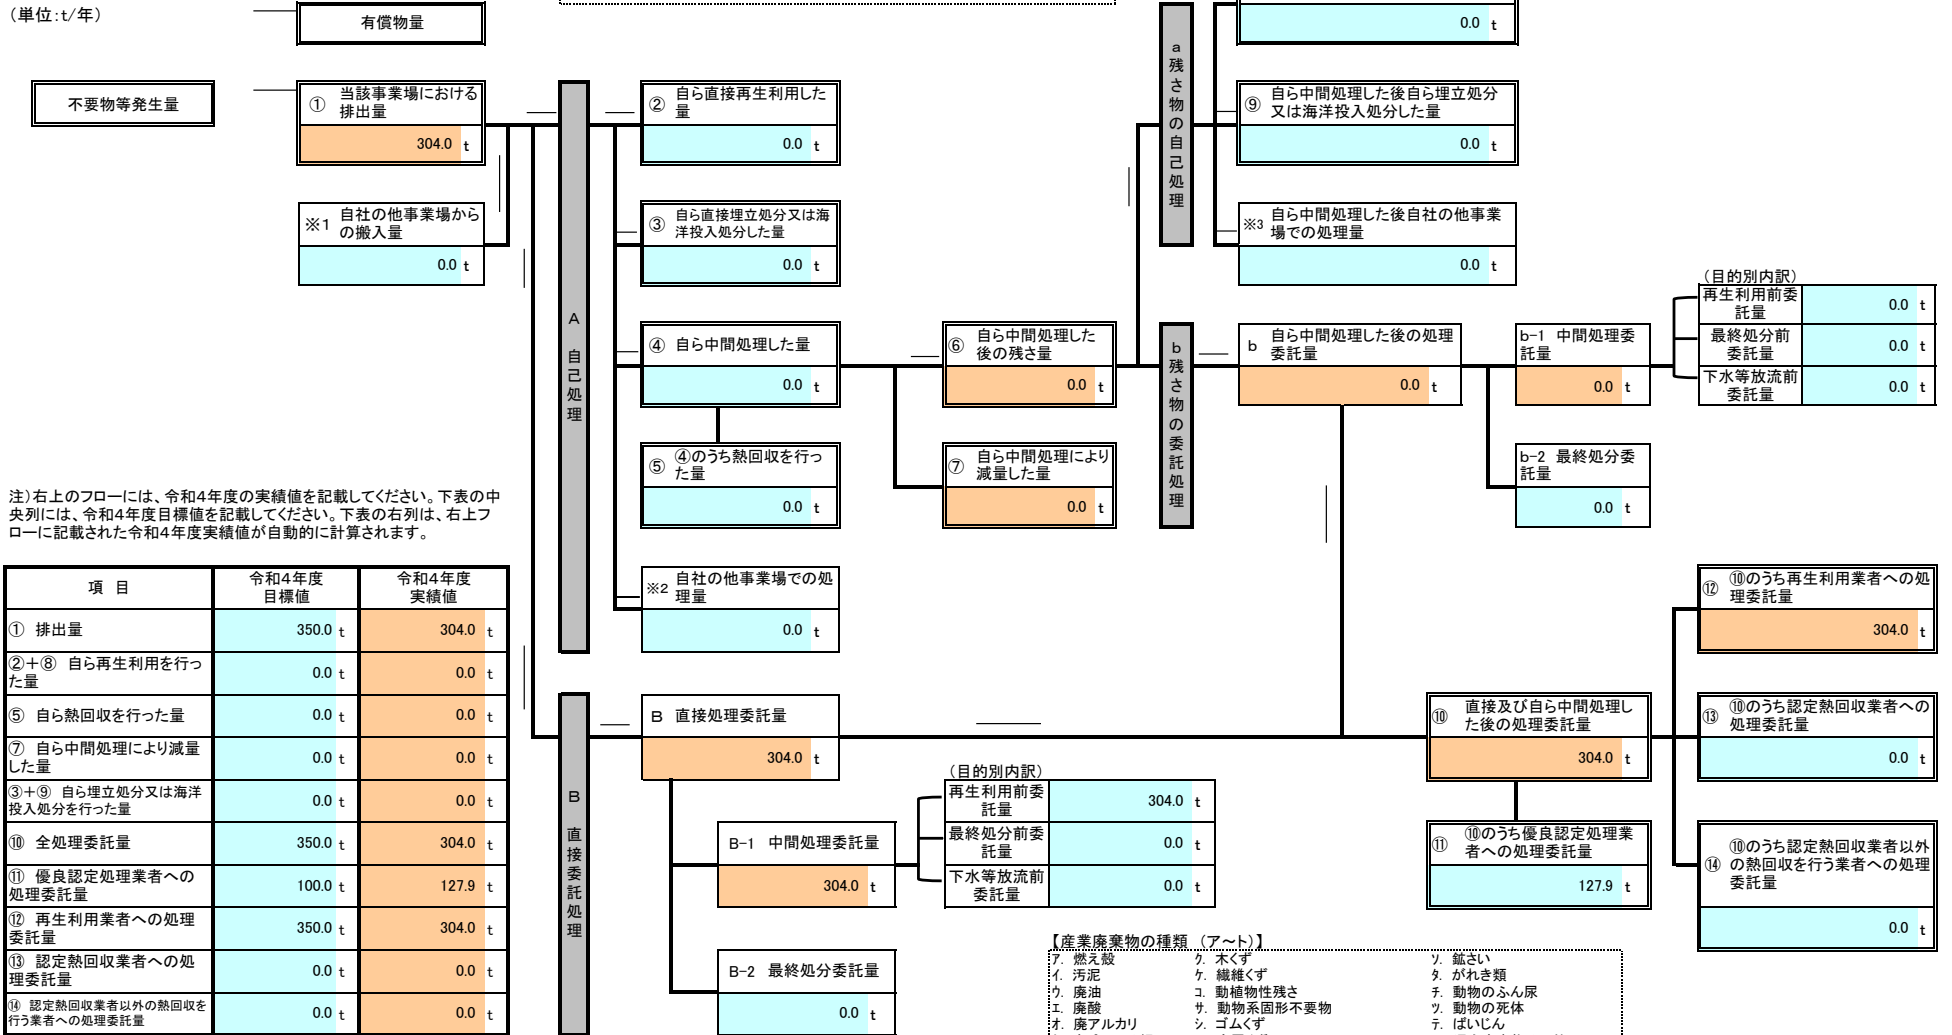 (単位:t/年)
有償物量
0.0 t
不要物等発生量
① 当該事業場における
排出量
304.0 t
② 自ら直接再生利用した
量
0.0 t
⑨ 自ら中間処理した後自ら埋立処分
又は海洋投入処分した量
0.0 t
a 残さ物の自己処理
※1 自社の他事業場から
の搬入量
0.0 t
③ 自ら直接埋立処分又は海
洋投入処分した量
0.0 t
※3 自ら中間処理した後自社の他事業
場での処理量
0.0 t
A 自己処理
④ 自ら中間処理した量
0.0 t
⑥ 自ら中間処理した
後の残さ量
0.0 t
b 残さ物の委託処理
b 自ら中間処理した後の処理
委託量
0.0 t
b-1 中間処理委
託量
0.0 t
(目的別内訳)
再生利用前委
託量
0.0 t
最終処分前
委託量
0.0 t
下水等放流前
委託量
0.0 t
⑤ ④のうち熱回収を行っ
た量
0.0 t
⑦ 自ら中間処理により
減量した量
0.0 t
b-2 最終処分委
託量
0.0 t
注)右上のフローには、令和4年度の実績値を記載してください。下表の中
央列には、令和4年度目標値を記載してください。下表の右列は、右上フ
ローに記載された令和4年度実績値が自動的に計算されます。
※2 自社の他事業場での処
理量
0.0 t
項 目
令和4年度
目標値
令和4年度
実績値
① 排出量 350.0 t 304.0 t
②+⑧ 自ら再生利用を行っ
た量
0.0 t 0.0 t
⑤ 自ら熱回収を行った量 0.0 t 0.0 t
⑦ 自ら中間処理により減量
した量
0.0 t 0.0 t
③+⑨ 自ら埋立処分又は海洋
投入処分を行った量
0.0 t 0.0 t
⑩ 全処理委託量 350.0 t 304.0 t
⑪ 優良認定処理業者への
処理委託量
100.0 t 127.9 t
⑫ 再生利用業者への処理
委託量
350.0 t 304.0 t
⑬ 認定熱回収業者への処
理委託量
0.0 t 0.0 t
⑭ 認定熱回収業者以外の熱回収を
行う業者への処理委託量
0.0 t 0.0 t
B 直接委託処理
B 直接処理委託量
304.0 t
B-1 中間処理委託量
304.0 t
(目的別内訳)
再生利用前委
託量
304.0 t
最終処分前委
託量
0.0 t
下水等放流前
委託量
0.0 t
B-2 最終処分委託量
0.0 t
⑩ 直接及び自ら中間処理し
た後の処理委託量
304.0 t
⑪ ⑩のうち優良認定処理業
者への処理委託量
127.9 t
⑫ ⑩のうち再生利用業者への処
理委託量
304.0 t
⑬ ⑩のうち認定熱回収業者への
処理委託量
0.0 t
⑭ ⑩のうち認定熱回収業者以外
の熱回収を行う業者への処理
委託量
0.0 t
【産業廃棄物の種類 (ア~ト)】
ア. 燃え殻 ク. 木くず ソ. 鉱さい
イ. 汚泥 ケ. 繊維くず タ. がれき類
ウ. 廃油 コ. 動植物性残さ チ. 動物のふん尿
エ. 廃酸 サ. 動物系固形不要物 ツ. 動物の死体
オ. 廃アルカリ シ. ゴムくず テ. ばいじん